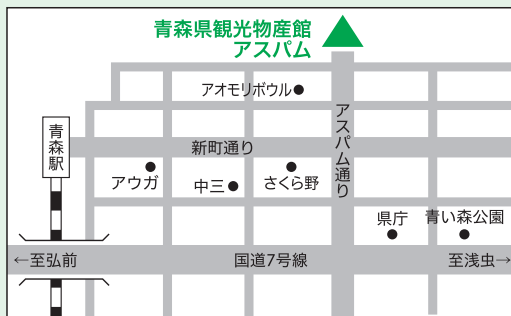 青森県観光物産館
アスパム
アオモリボウル
アスパム通り
青森駅
新町通り
アウガ
中三
さくら野
県庁
青い森公園
←至弘前
国道7号線
至浅虫→